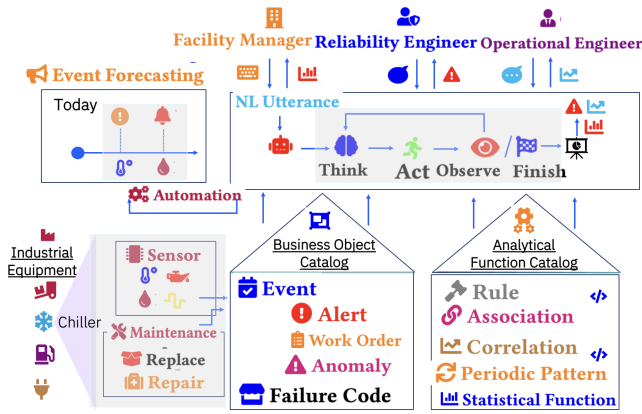 Facility Manager
Reliability Engineer
Operational Engineer
Event Forecasting
Today
NL Utterance
Think
Act
Observe
Finish
Automation
Industrial
Equipment
Chiller
Sensor
Maintenance
Replace
Repair
Business Object
Catalog
Event
Alert
Work Order
Anomaly
Failure Code
Analytical
Function Catalog
Rule
Association
Correlation
Periodic Pattern
Statistical Function